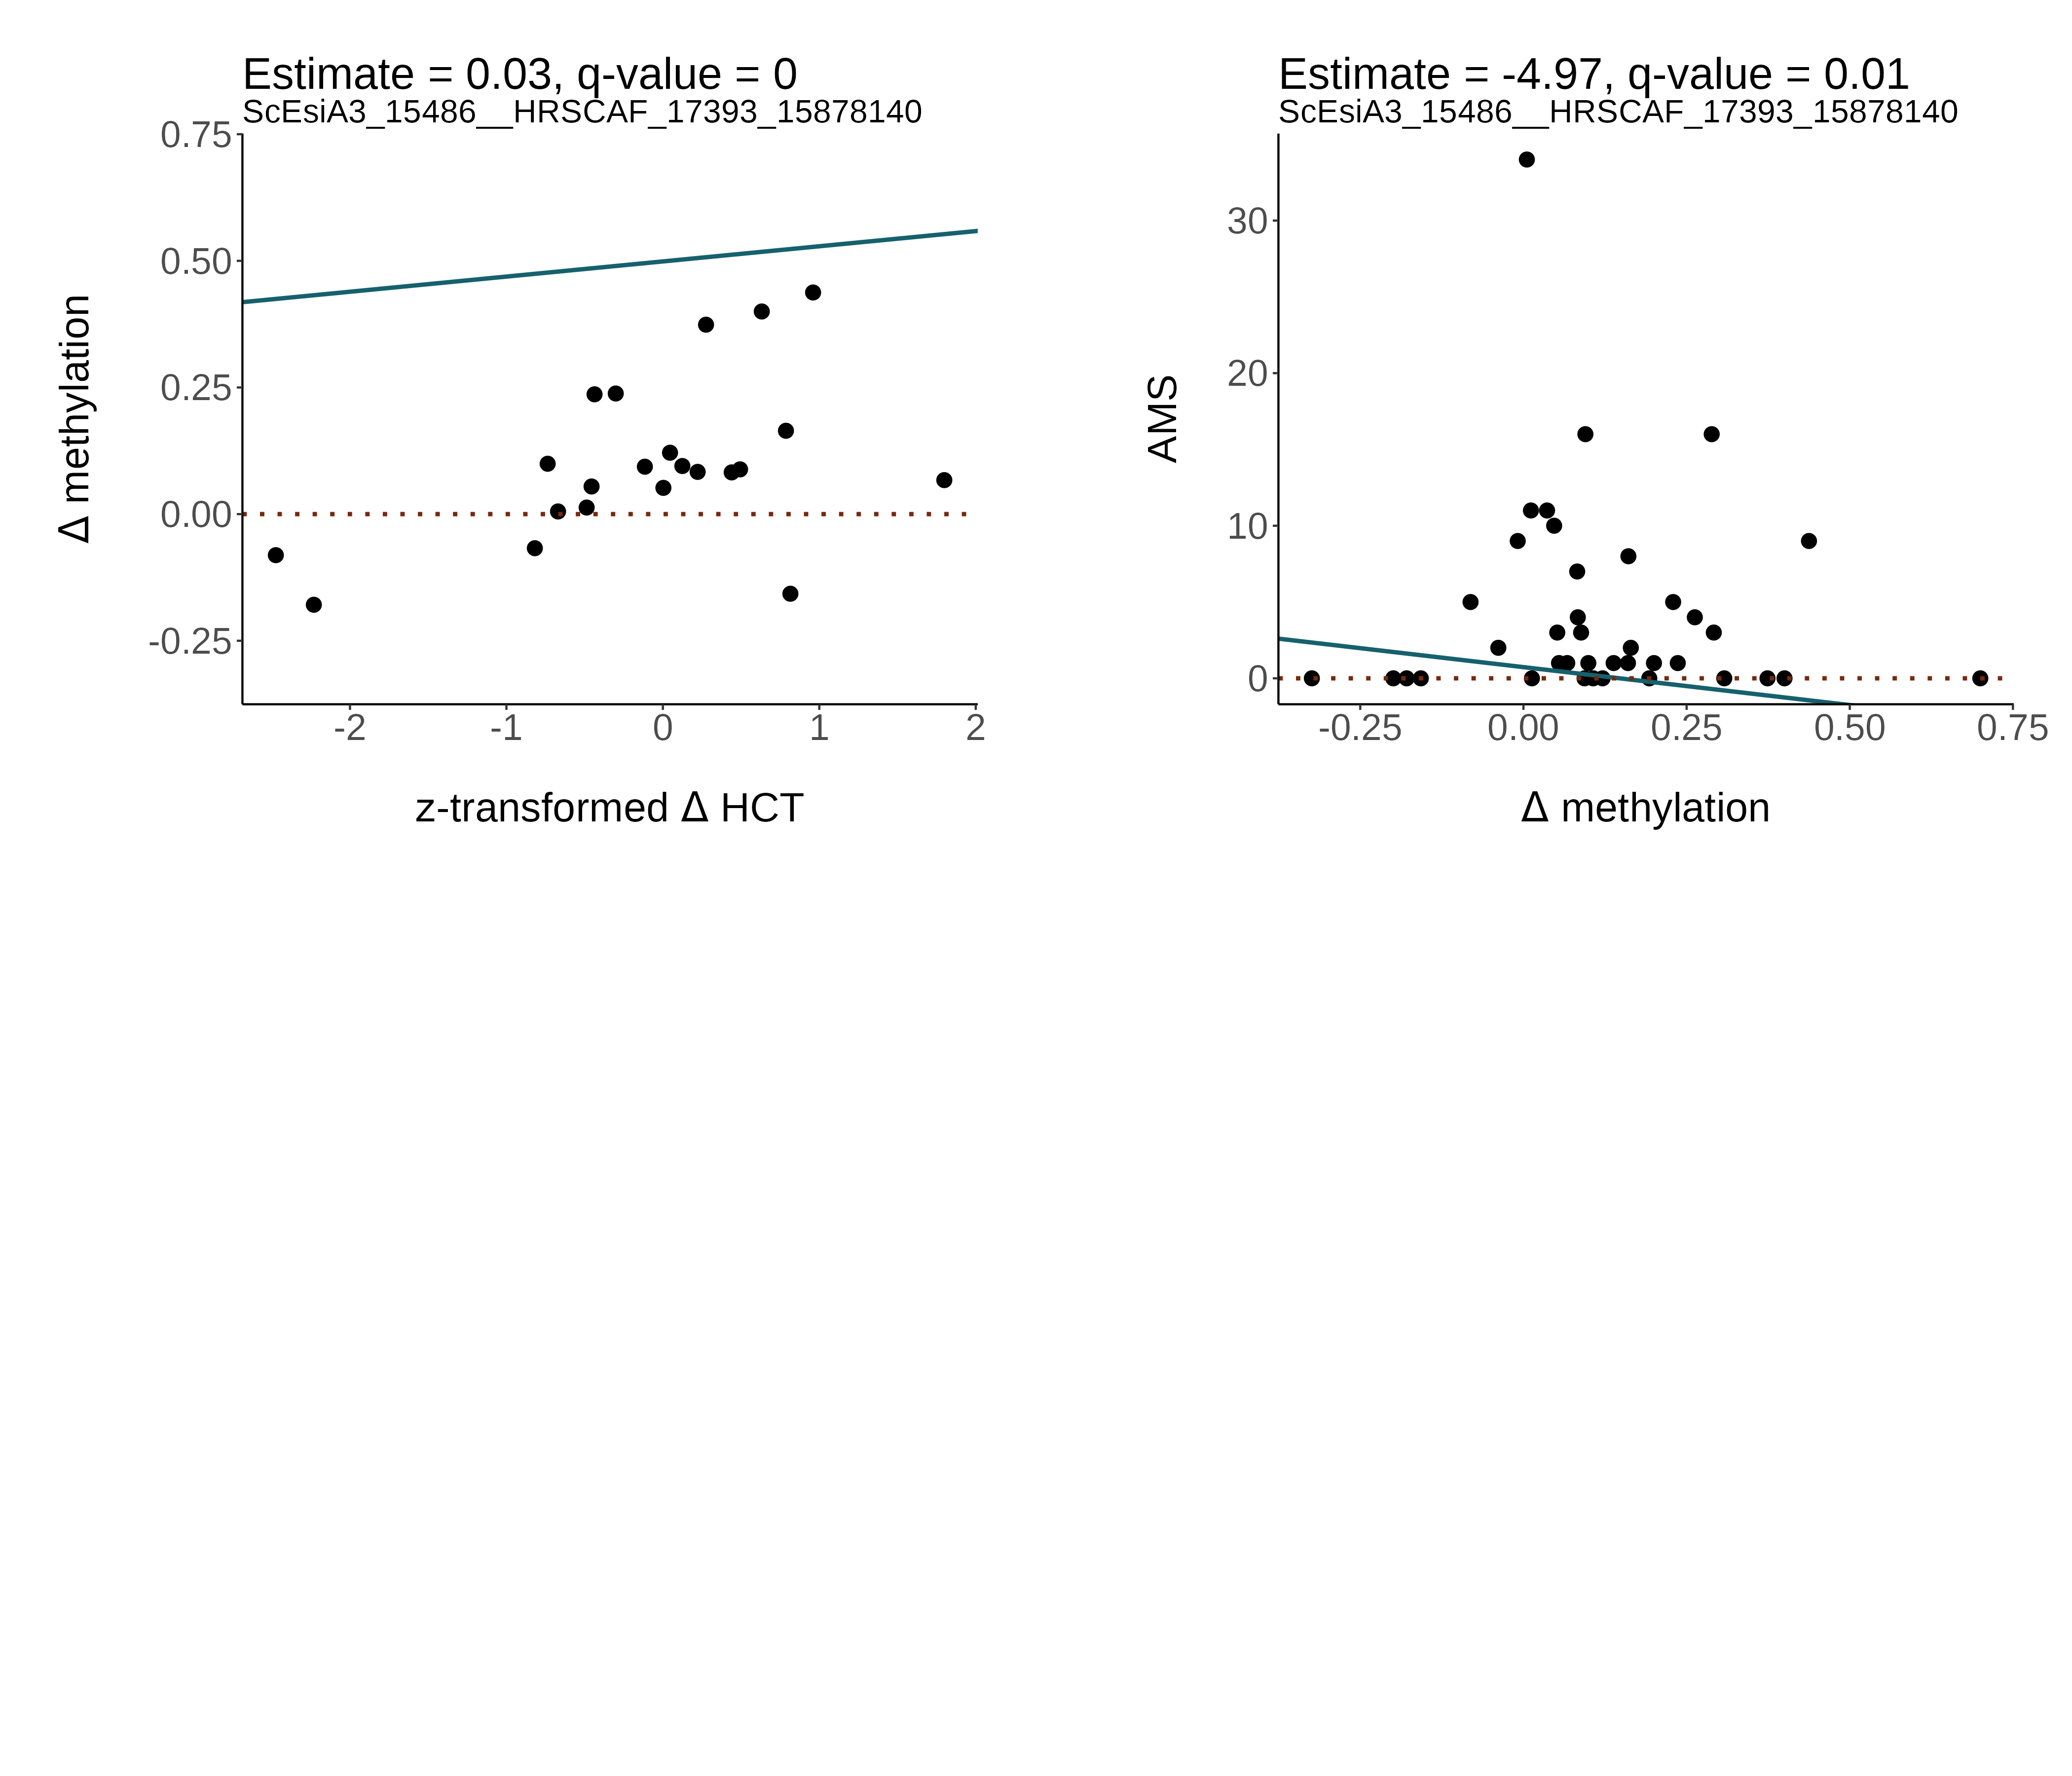 Estimate = 0.03, q-value = 0
ScEsiA3_15486__HRSCAF_17393_15878140
0.75
0.50
0.25
0.00
-0.25
Δ methylation
-2
-1
0
1
2
z-transformed Δ HCT
Estimate = -4.97, q-value = 0.01
ScEsiA3_15486__HRSCAF_17393_15878140
30
20
10
0
AMS
-0.25
0.00
0.25
0.50
0.75
Δ methylation